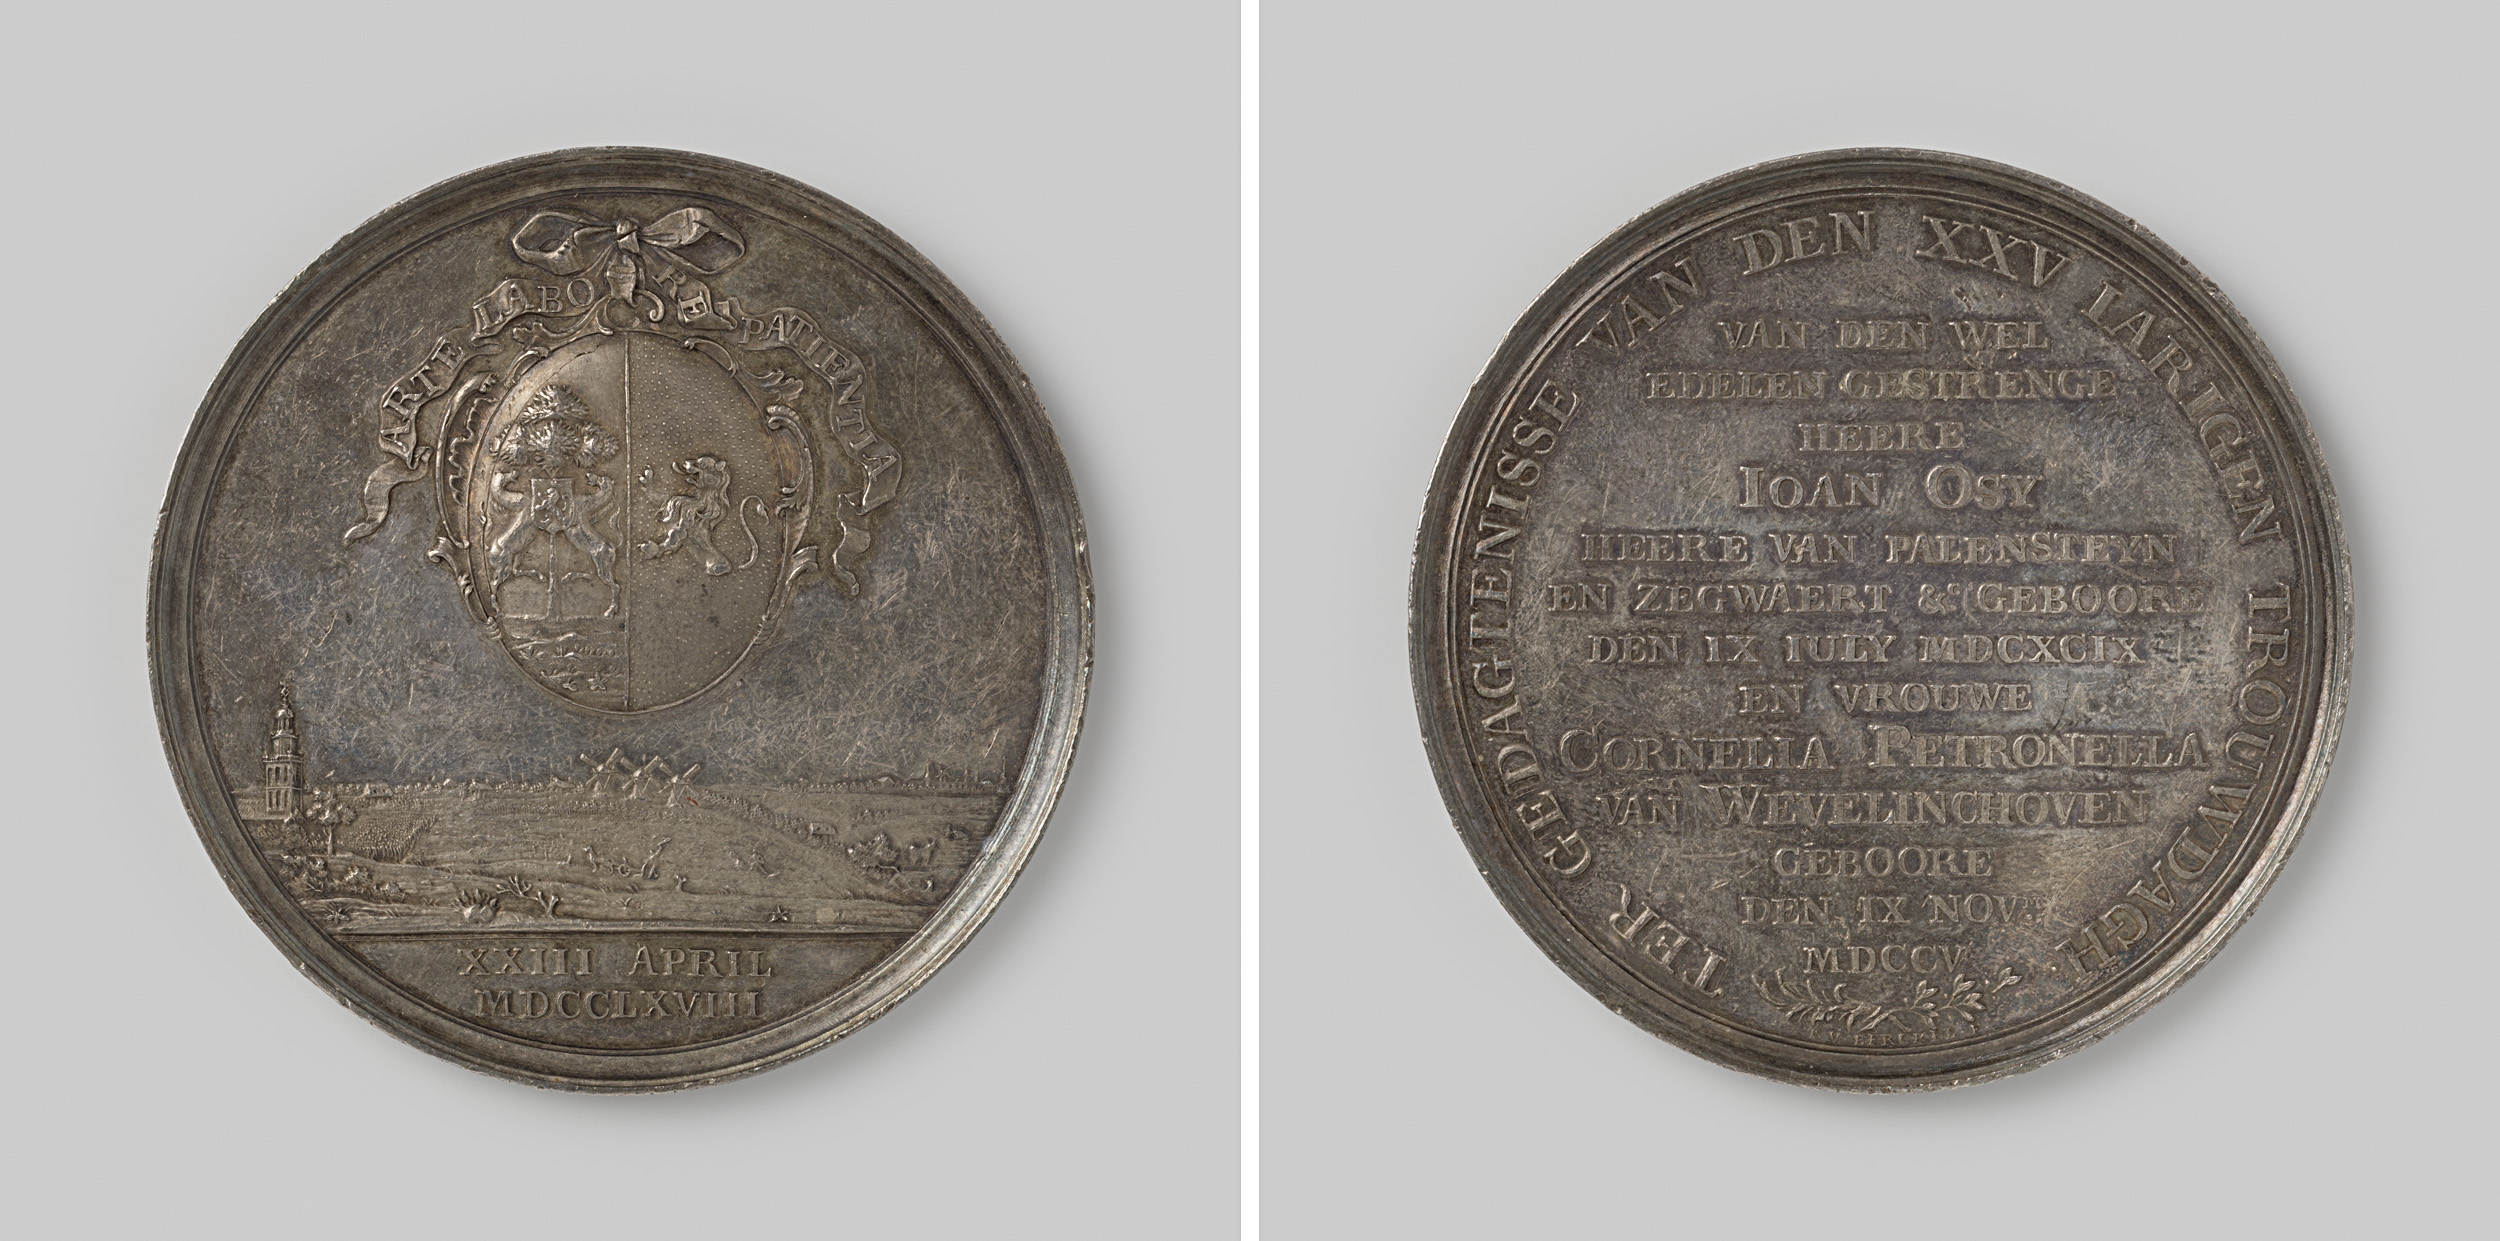 ARTE LABORE PATIENTIA
XXIII APRIL
MDCCLXVIII
TER GEDAGTENISSE VAN DEN XXV IARIGEN TROUWDAGH
VAN DEN WEL
EDELEN GESTRENGE
HEERE
IOAN OSY
HEERE VAN PALENSTEYN
EN ZEGWAERT &c GEBOORE
DEN IX IULY MDCXCIX
EN VROUWE
CORNELIA PETRONELLA
VAN WEVELINCHOVEN
GEBOORE
DEN IX NOV.
MDCCV
V. BERCKEL